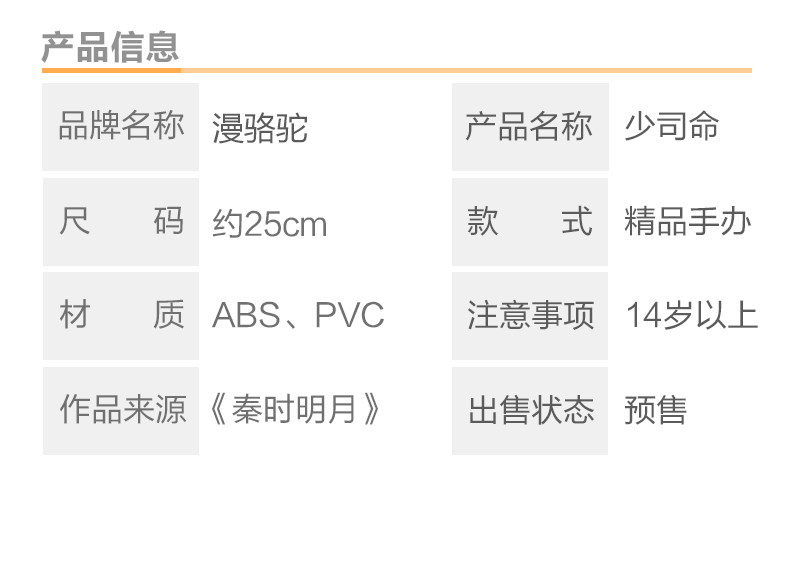 产品信息
品牌名称 漫骆驼 产品名称 少司命
尺 码 约25cm 款 式 精品手办
材 质 ABS、PVC 注意事项 14岁以上
作品来源 《秦时明月》 出售状态 预售